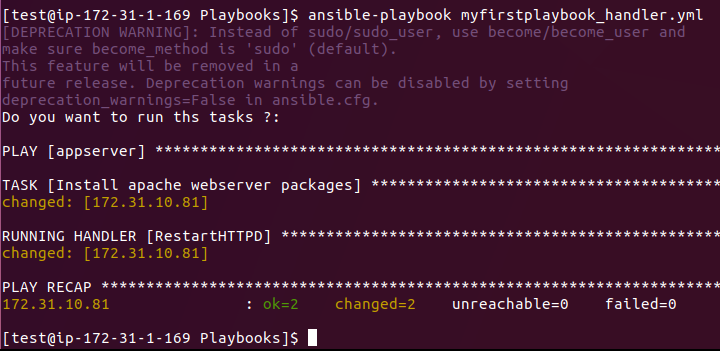 [test@ip-172-31-1-169 Playbooks]$ ansible-playbook myfirstplaybook_handler.yml
[DEPRECATION WARNING]: Instead of sudo/sudo_user, use become/become_user and
make sure become_method is 'sudo' (default).
This feature will be removed in a
future release. Deprecation warnings can be disabled by setting
deprecation_warnings=False in ansible.cfg.
Do you want to run ths tasks ?:
PLAY [appserver] ******************************************************************
TASK [Install apache webserver packages] ******************************************
changed: [172.31.10.81]
RUNNING HANDLER [RestartHTTPD] ****************************************************
changed: [172.31.10.81]
PLAY RECAP ************************************************************************
172.31.10.81 : ok=2 changed=2 unreachable=0 failed=0
[test@ip-172-31-1-169 Playbooks]$